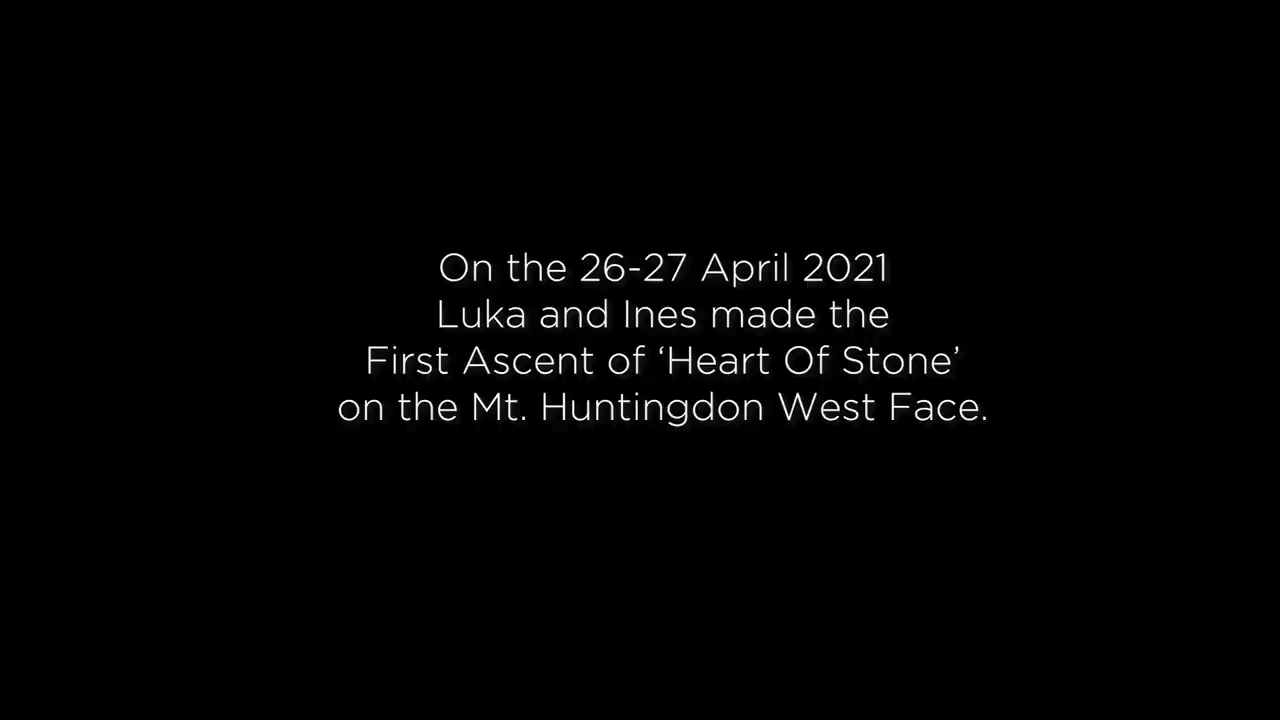 On the 26-27 April 2021
Luka and Ines made the
First Ascent of ‘Heart Of Stone’
on the Mt. Huntingdon West Face.